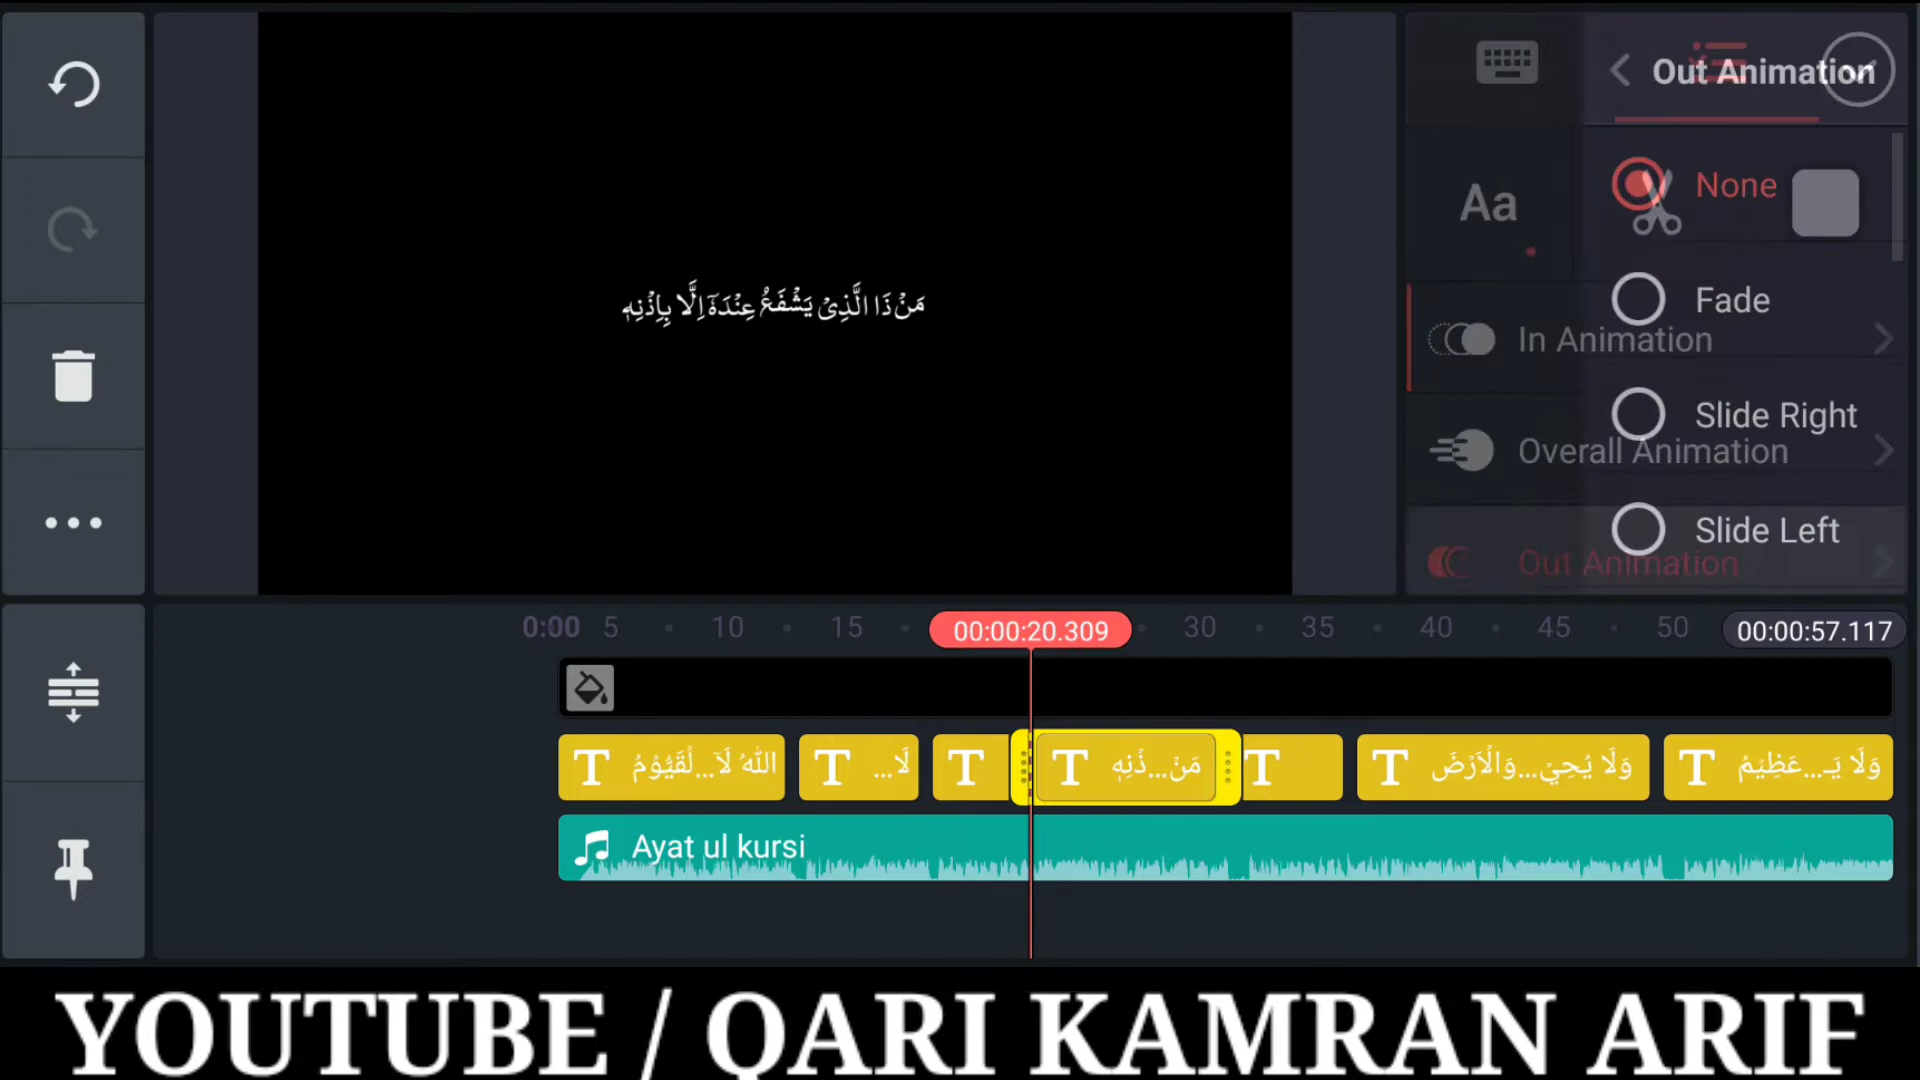 Out Animation
None
Aa
Fade
In Animation
Slide Right
Overall Animation
Slide Left
Out Animation
مَنْ ذَا الَّذِیْ یَشْفَعُ عِنْدَهٗۤ اِلَّا بِاِذْنِهٖ
0:00 5 10 15 00:00:20.309 30 35 40 45 50 00:00:57.117
T اللهُ لَآ...لْقَيُّوْمُ
T لَا...
T
T مَنْ...ذْنِهٖ
T
T وَلَا يُحِيْ...وَالْاَرْضَ
T وَلَا يَـ...عَظِيْمُ
Ayat ul kursi
YOUTUBE / QARI KAMRAN ARIF